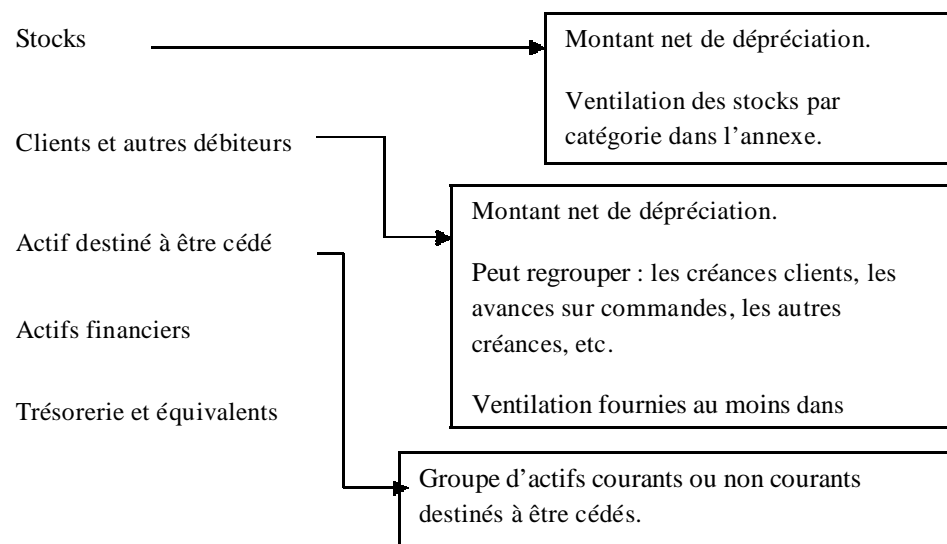 Stocks
Montant net de dépréciation.
Ventilation des stocks par
catégorie dans l'annexe.
Clients et autres débiteurs
Montant net de dépréciation.
Peut regrouper : les créances clients, les
avances sur commandes, les autres
créances, etc.
Ventilation fournies au moins dans
Actif destiné à être cédé
Actifs financiers
Trésorerie et équivalents
Groupe d'actifs courants ou non courants
destinés à être cédés.